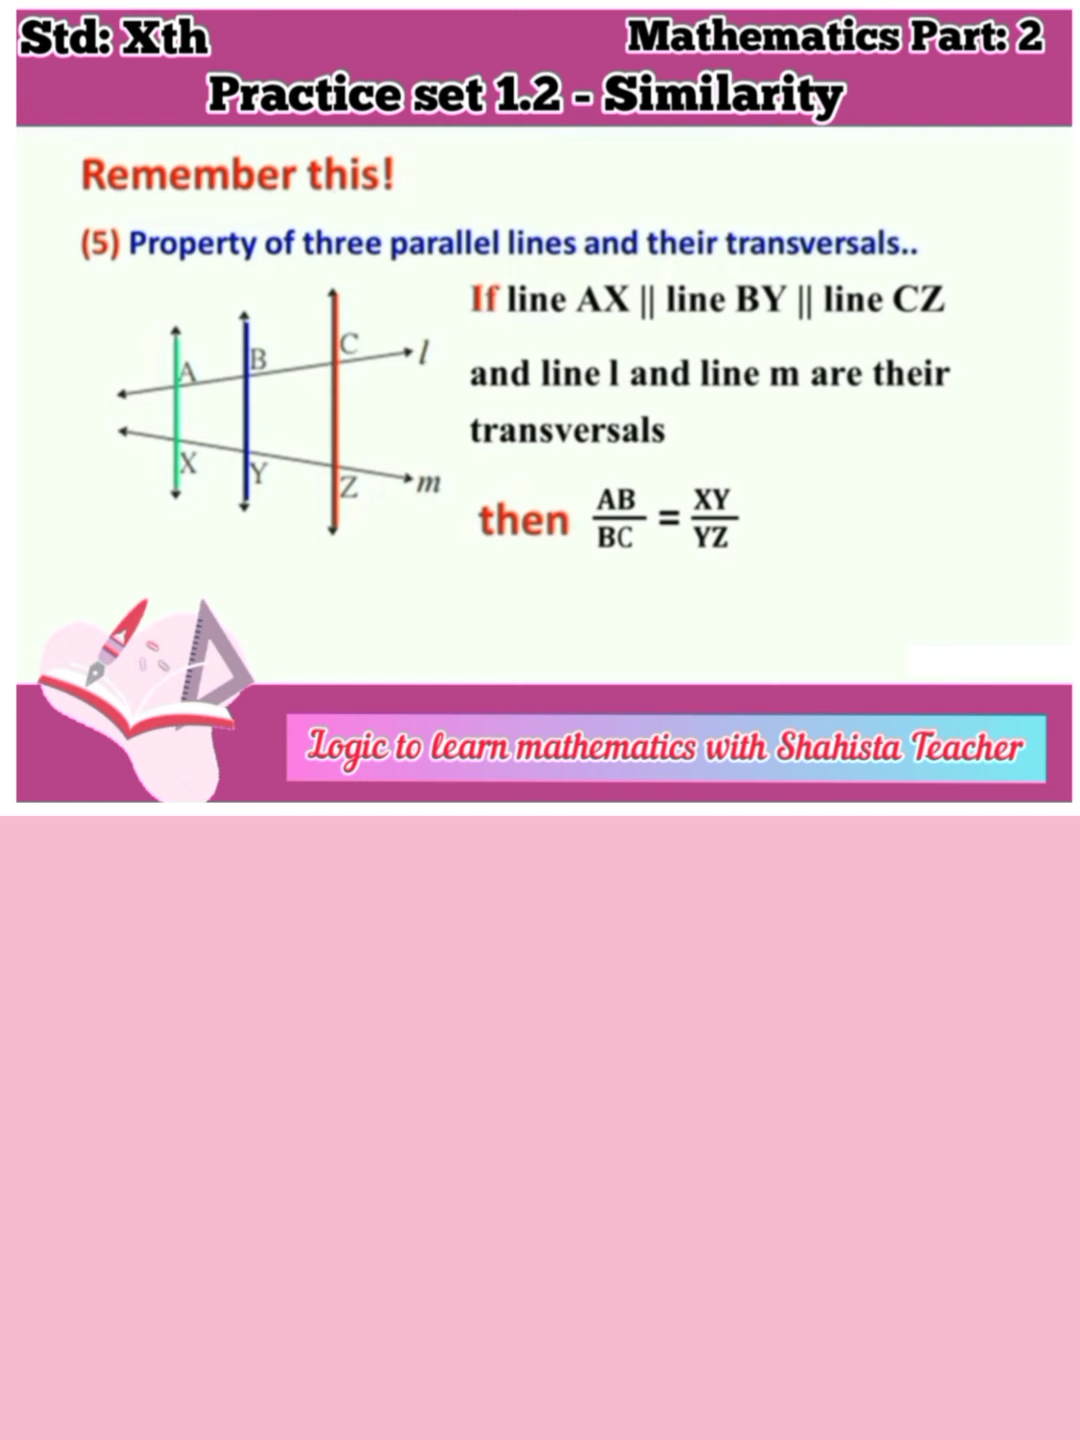 Std: Xth
Mathematics Part: 2
Practice set 1.2 - Similarity
Remember this!
(5) Property of three parallel lines and their transversals..
If line AX || line BY || line CZ
and line l and line m are their
transversals
then AB/BC = XY/YZ
A
B
C
l
X
Y
Z
m
Logic to learn mathematics with Shahista Teacher